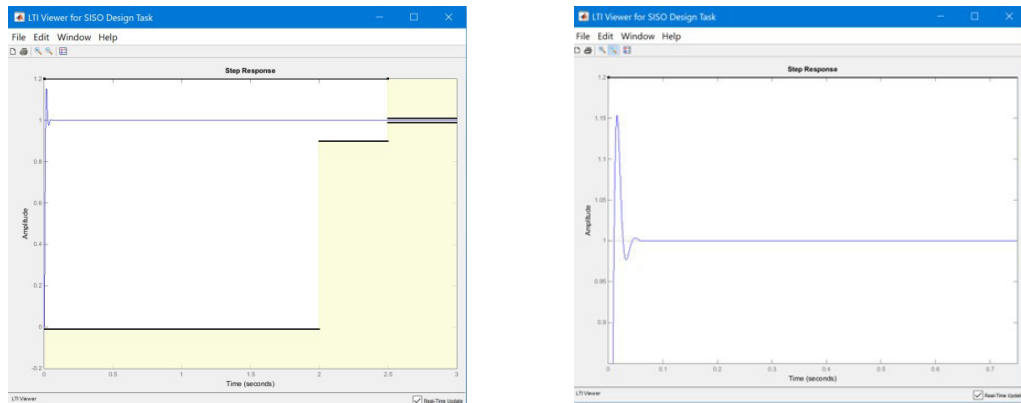 LTI Viewer for SISO Design Task
File Edit Window Help
Step Response
1.2
1
0.8
0.6
0.4
0.2
0
-0.2
Amplitude
0 0.5 1 1.5 2 2.5 3
Time (seconds)
LTI Viewer
Real-Time Update
LTI Viewer for SISO Design Task
File Edit Window Help
Step Response
1.2
1.15
1.1
1.05
1
0.95
0.9
Amplitude
0 0.1 0.2 0.3 0.4 0.5 0.6 0.7
Time (seconds)
LTI Viewer
Real-Time Update